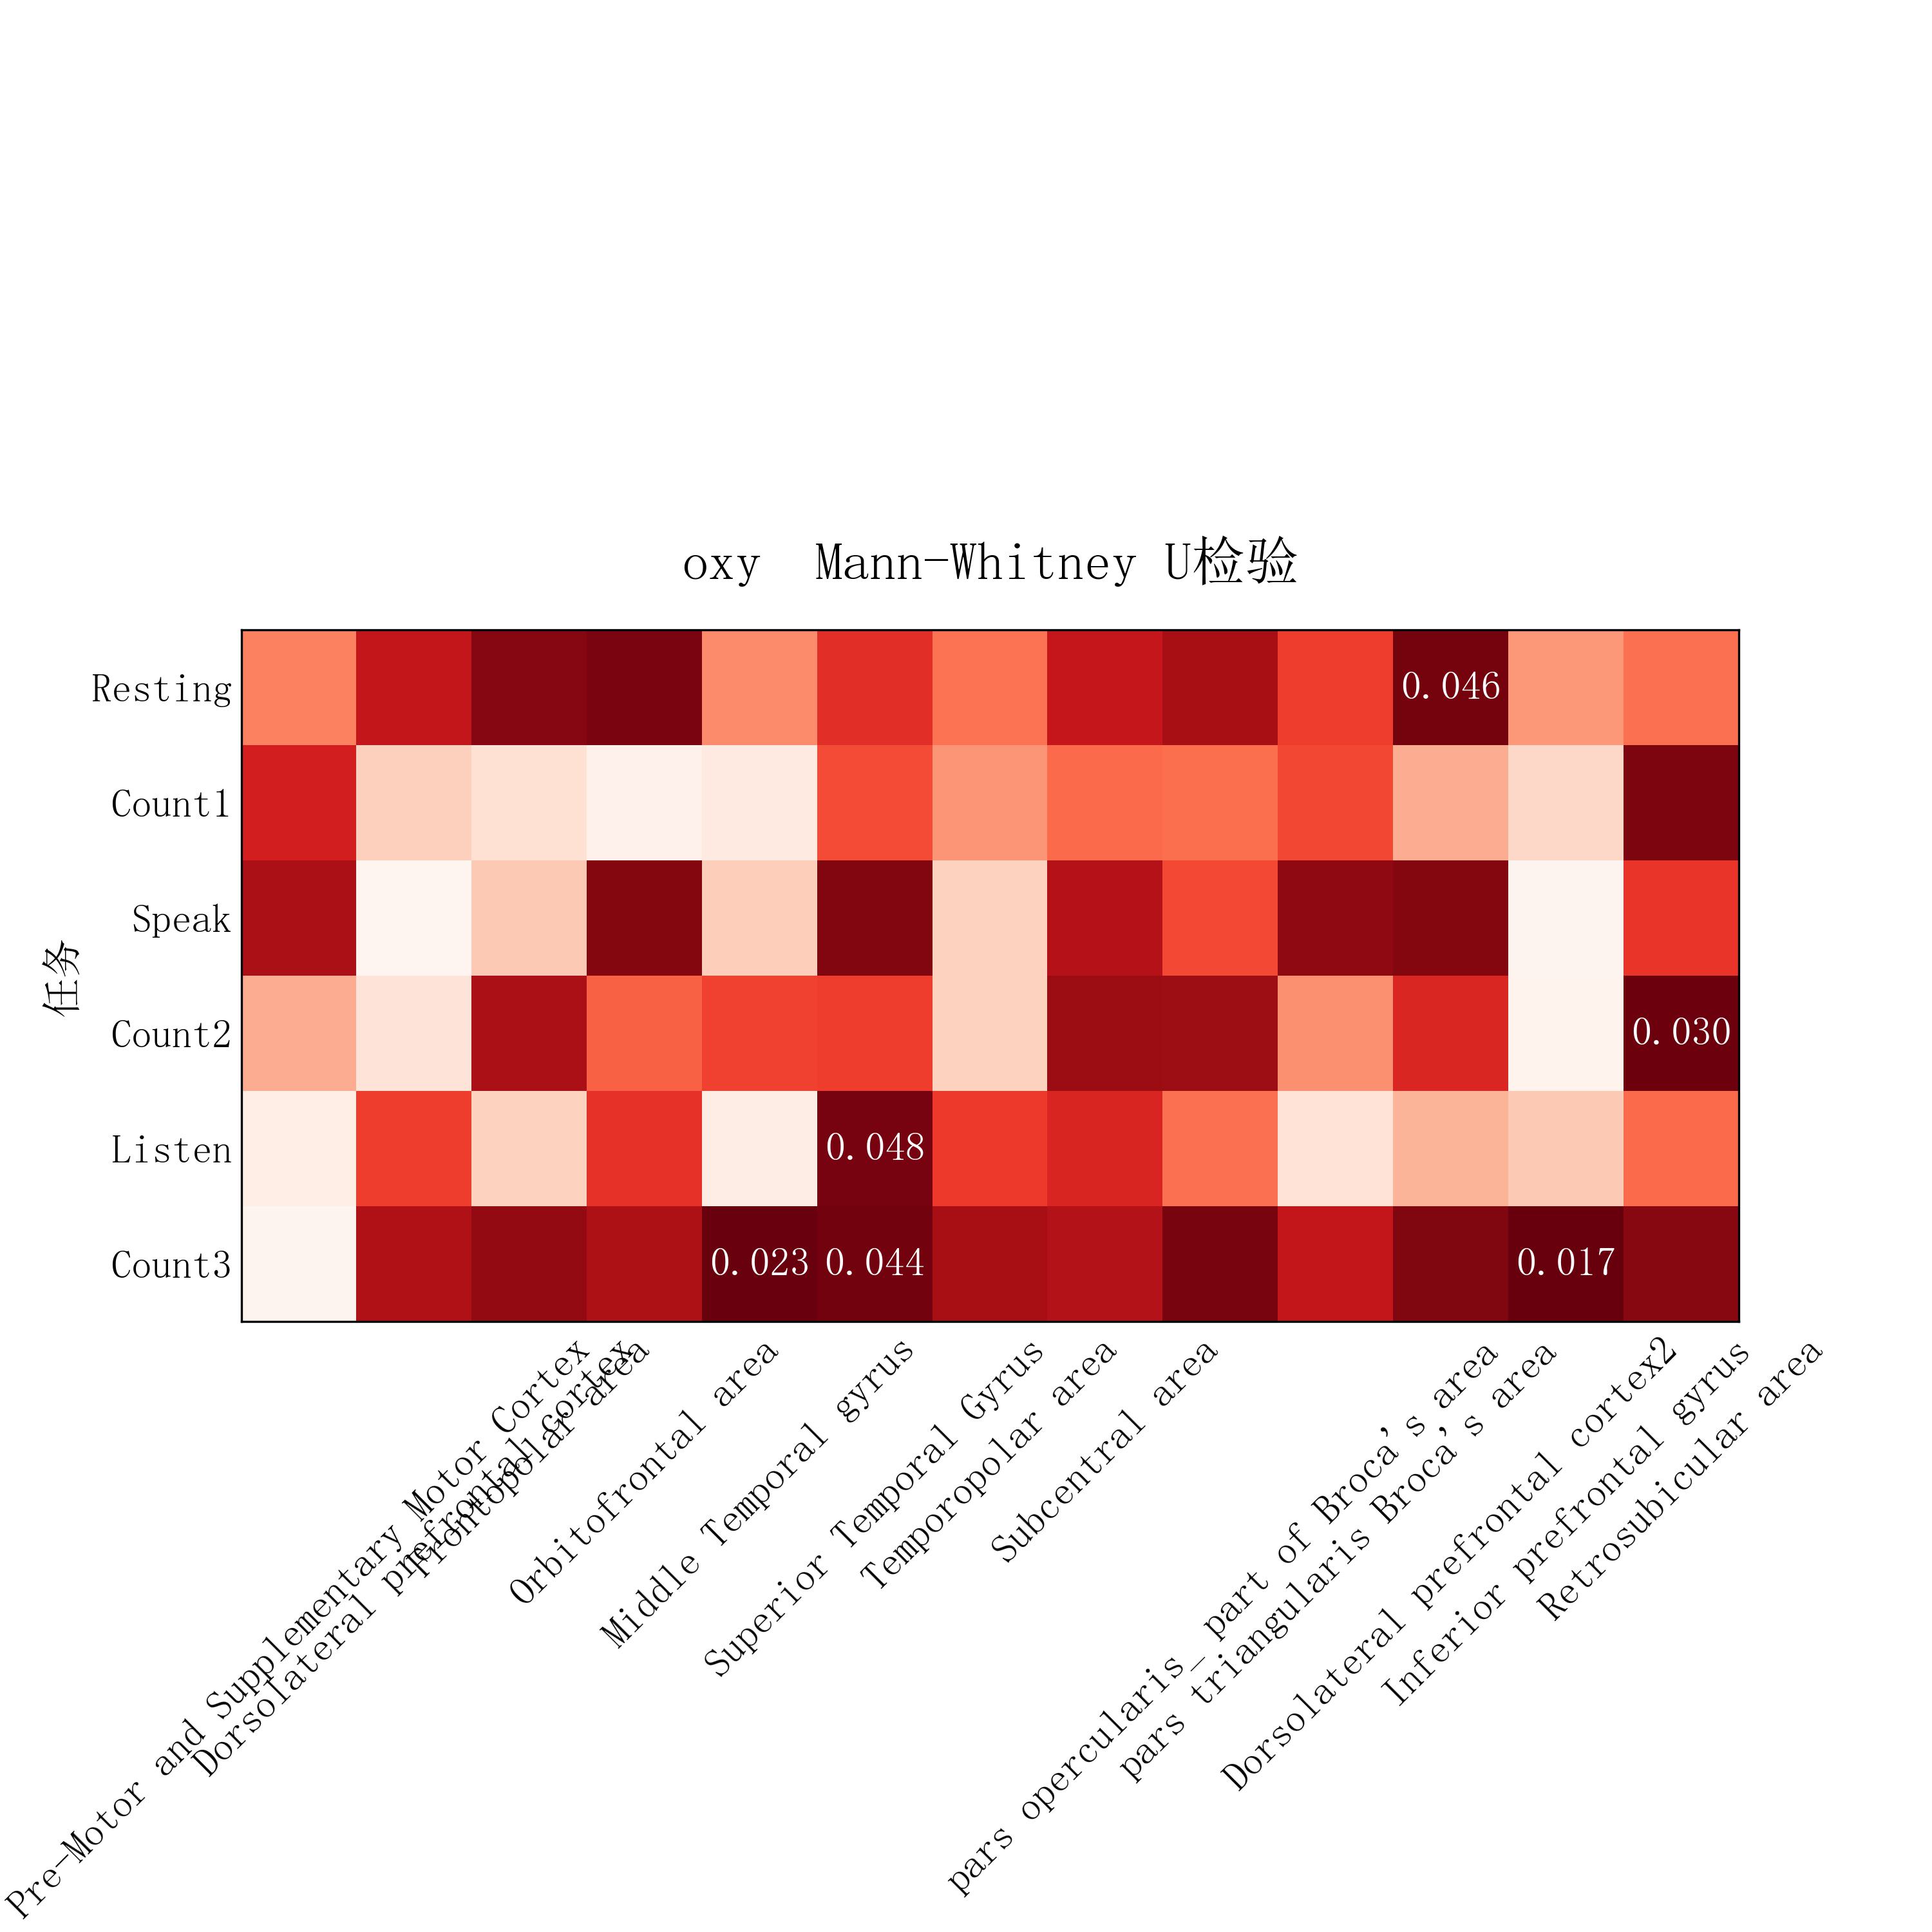 oxy  Mann-Whitney U检验
任务
Resting
0.046
Count1
Speak
Count2
0.030
Listen
0.048
Count3
0.023 0.044 0.017
Pre-Motor and Supplementary Motor Cortex
Dorsolateral prefrontal cortex
Frontopolar area
Orbitofrontal area
Middle Temporal gyrus
Superior Temporal Gyrus
Temporopolar area
Subcentral area
pars opercularis_ part of Broca's area
pars triangularis Broca's area
Dorsolateral prefrontal cortex2
Inferior prefrontal gyrus
Retrosubicular area